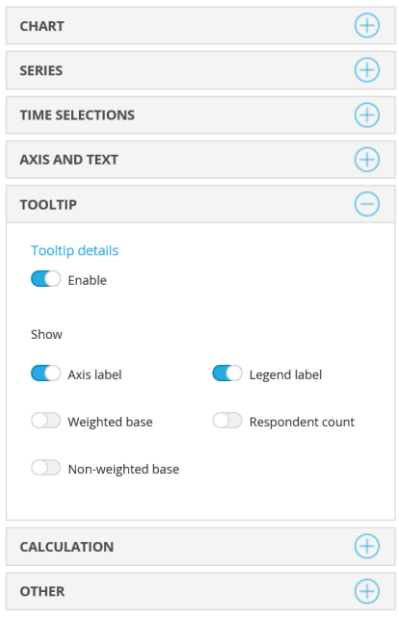 CHART
SERIES
TIME SELECTIONS
AXIS AND TEXT
TOOLTIP
Tooltip details
Enable
Show
Axis label
Legend label
Weighted base
Respondent count
Non-weighted base
CALCULATION
OTHER